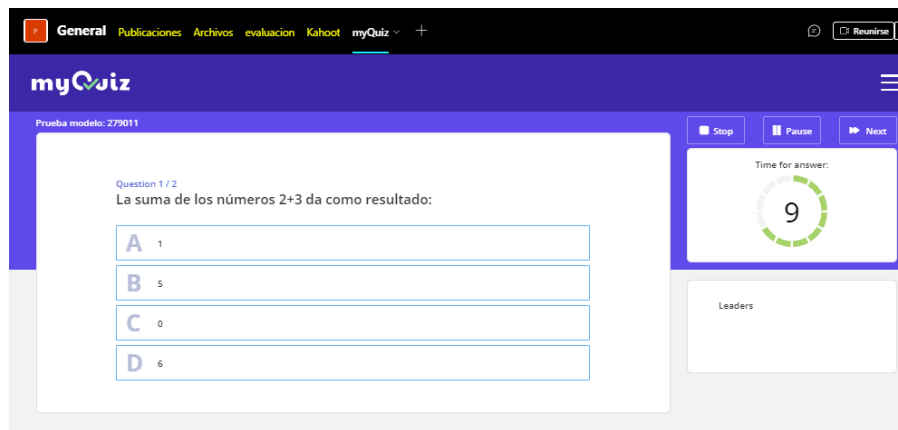 P General Publicaciones Archivos evaluacion Kahoot myQuiz Reunirse
myQuiz
Prueba modelo: 279011
Stop Pause Next
Time for answer:
9
Question 1 / 2
La suma de los números 2+3 da como resultado:
A 1
B 5
C 0
D 6
Leaders